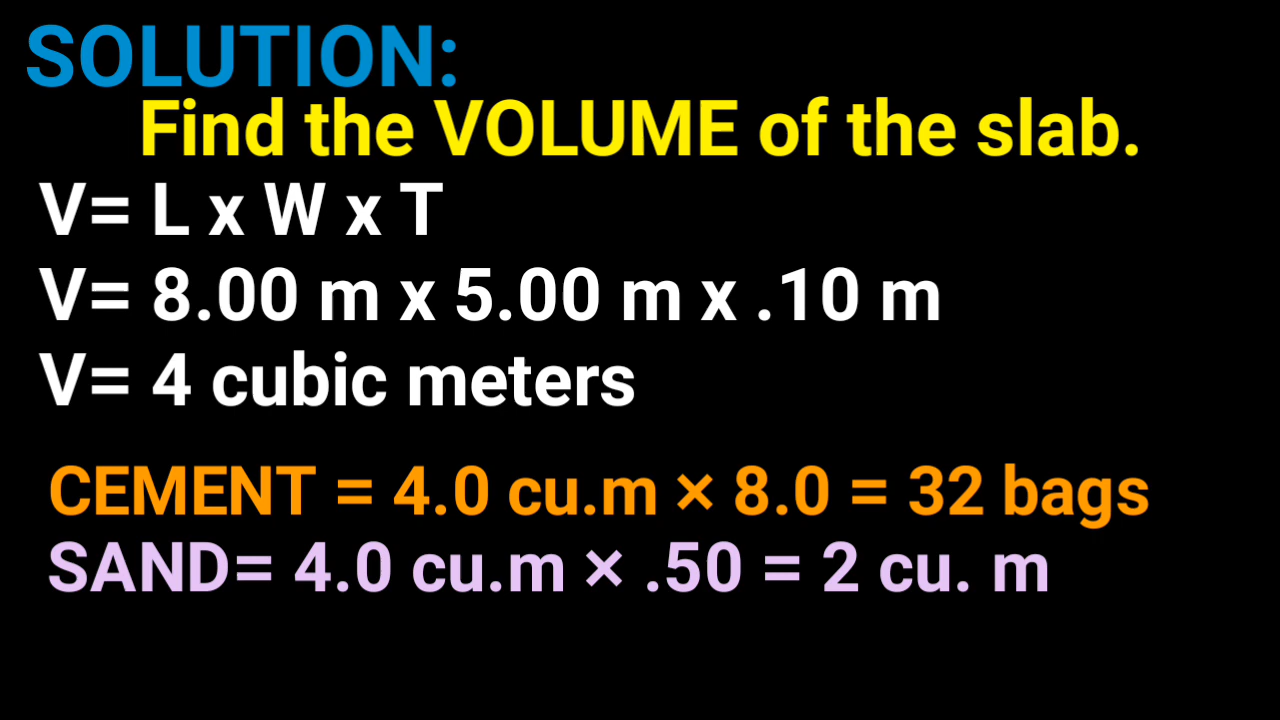 SOLUTION:
Find the VOLUME of the slab.
V= L x W x T
V= 8.00 m x 5.00 m x .10 m
V= 4 cubic meters
CEMENT = 4.0 cu.m × 8.0 = 32 bags
SAND= 4.0 cu.m × .50 = 2 cu. m